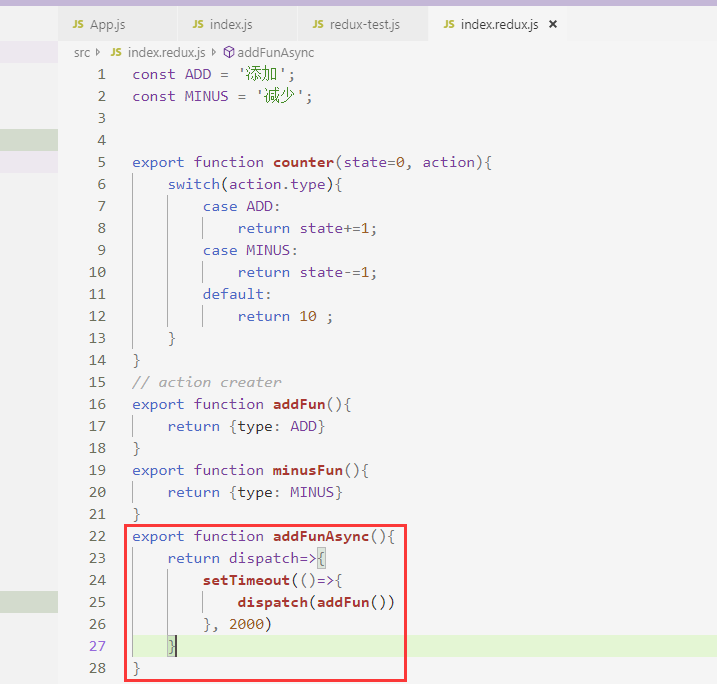 JS App.js JS index.js JS redux-test.js JS index.redux.js ×
src JS index.redux.js addFunAsync
1 const ADD = '添加';
2 const MINUS = '减少';
3
4
5 export function counter(state=0, action){
6 switch(action.type){
7 case ADD:
8 return state+=1;
9 case MINUS:
10 return state-=1;
11 default:
12 return 10 ;
13 }
14 }
15 // action creater
16 export function addFun(){
17 return {type: ADD}
18 }
19 export function minusFun(){
20 return {type: MINUS}
21 }
22 export function addFunAsync(){
23 return dispatch=>{
24 setTimeout(()=>{
25 dispatch(addFun())
26 }, 2000)
27 }
28 }